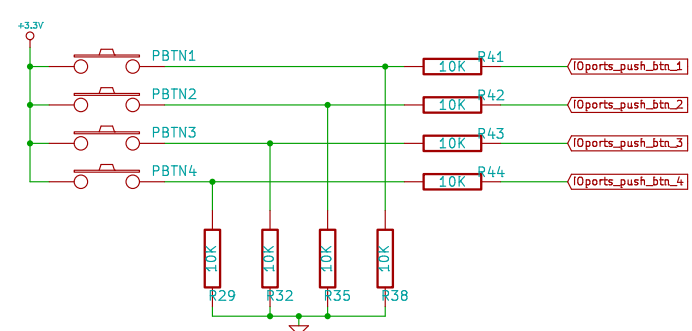 +3.3V
PBTN1
R41
10K
IOports_push_btn_1
PBTN2
R42
10K
IOports_push_btn_2
PBTN3
R43
10K
IOports_push_btn_3
PBTN4
R44
10K
IOports_push_btn_4
10K
10K
10K
10K
R29
R32
R35
R38